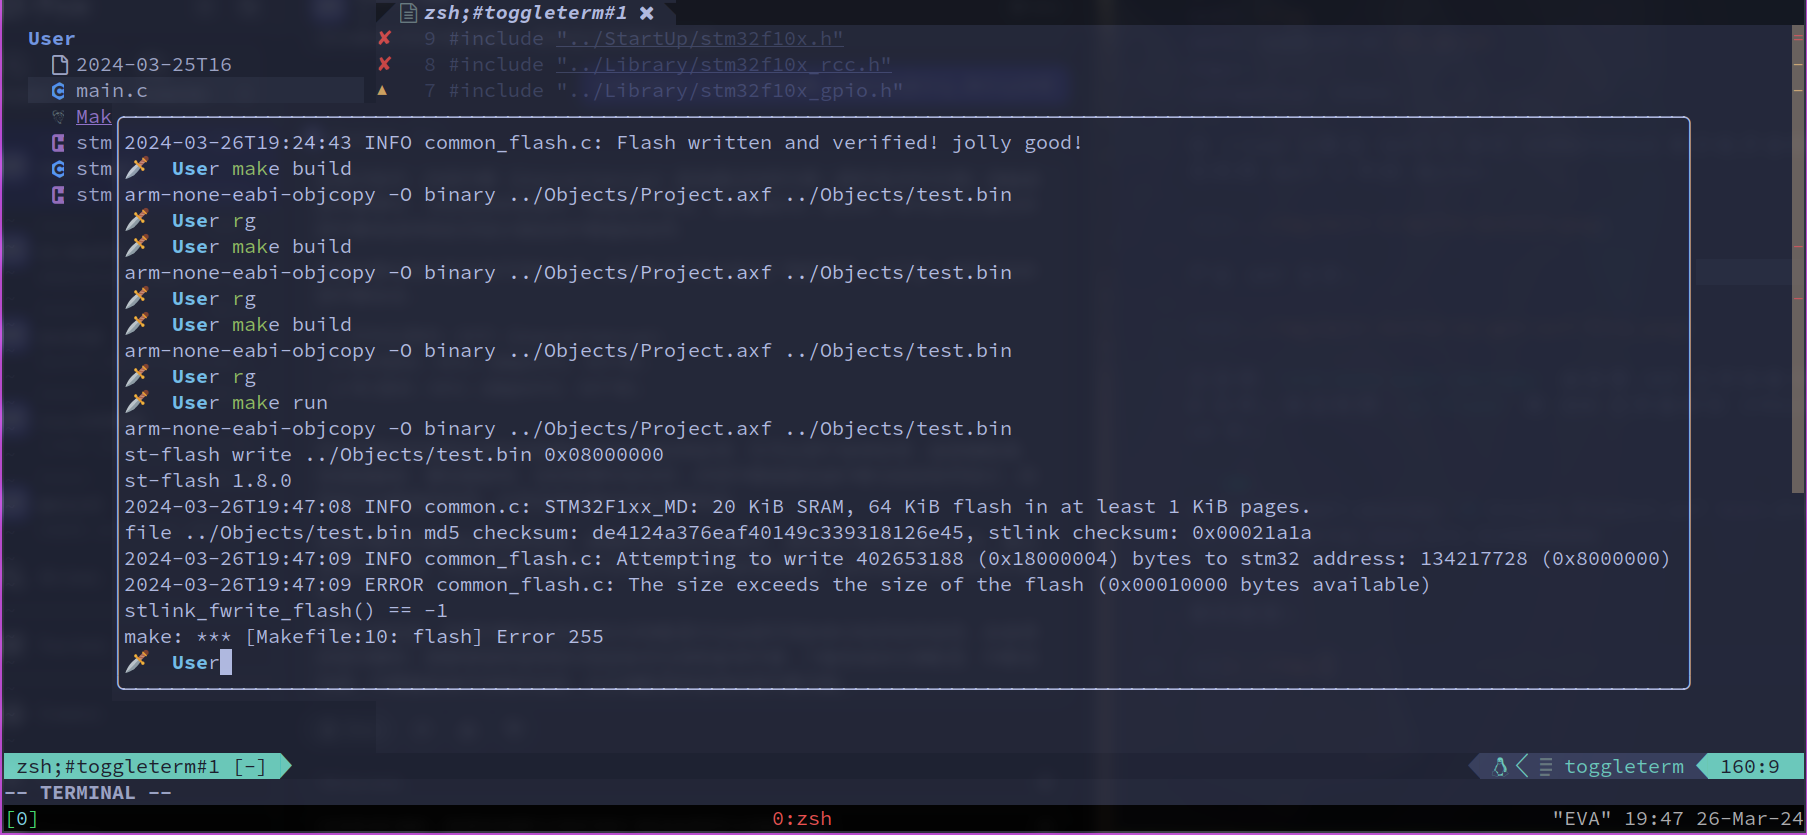 zsh;#toggleterm#1 ✖
User
2024-03-25T16
main.c
Mak
stm
stm
stm
✘ 9 #include "../StartUp/stm32f10x.h"
✘ 8 #include "../Library/stm32f10x_rcc.h"
▲ 7 #include "../Library/stm32f10x_gpio.h"
2024-03-26T19:24:43 INFO common_flash.c: Flash written and verified! jolly good!
🗡 User make build
arm-none-eabi-objcopy -O binary ../Objects/Project.axf ../Objects/test.bin
🗡 User rg
🗡 User make build
arm-none-eabi-objcopy -O binary ../Objects/Project.axf ../Objects/test.bin
🗡 User rg
🗡 User make build
arm-none-eabi-objcopy -O binary ../Objects/Project.axf ../Objects/test.bin
🗡 User rg
🗡 User make run
arm-none-eabi-objcopy -O binary ../Objects/Project.axf ../Objects/test.bin
st-flash write ../Objects/test.bin 0x08000000
st-flash 1.8.0
2024-03-26T19:47:08 INFO common.c: STM32F1xx_MD: 20 KiB SRAM, 64 KiB flash in at least 1 KiB pages.
file ../Objects/test.bin md5 checksum: de4124a376eaf40149c339318126e45, stlink checksum: 0x00021a1a
2024-03-26T19:47:09 INFO common_flash.c: Attempting to write 402653188 (0x18000004) bytes to stm32 address: 134217728 (0x8000000)
2024-03-26T19:47:09 ERROR common_flash.c: The size exceeds the size of the flash (0x00010000 bytes available)
stlink_fwrite_flash() == -1
make: *** [Makefile:10: flash] Error 255
🗡 User
zsh;#toggleterm#1 [-]
toggleterm 160:9
-- TERMINAL --
[0] 0:zsh "EVA" 19:47 26-Mar-24